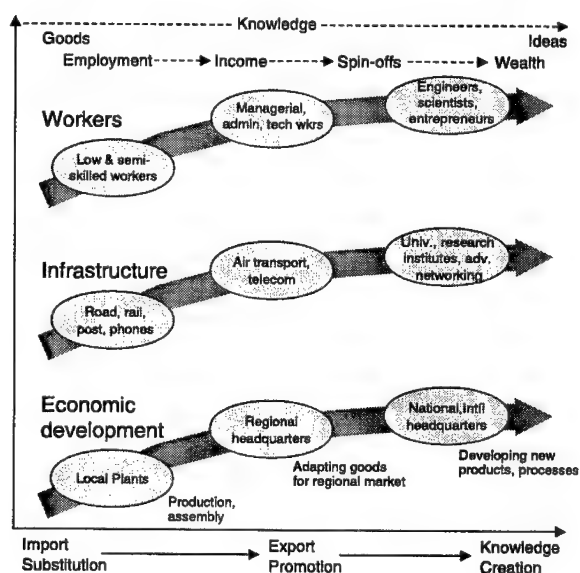 Knowledge
Goods
Ideas
Employment
Income
Spin-offs
Wealth
Workers
Low & semi-
skilled workers
Managerial,
admin, tech wkrs
Engineers,
scientists,
entrepreneurs
Infrastructure
Road, rail,
post, phones
Air transport,
telecom
Univ., research
institutes, adv.
networking
Economic
development
Local Plants
Production,
assembly
Regional
headquarters
Adapting goods
for regional market
National, int'l
headquarters
Developing new
products, processes
Import
Substitution
Export
Promotion
Knowledge
Creation